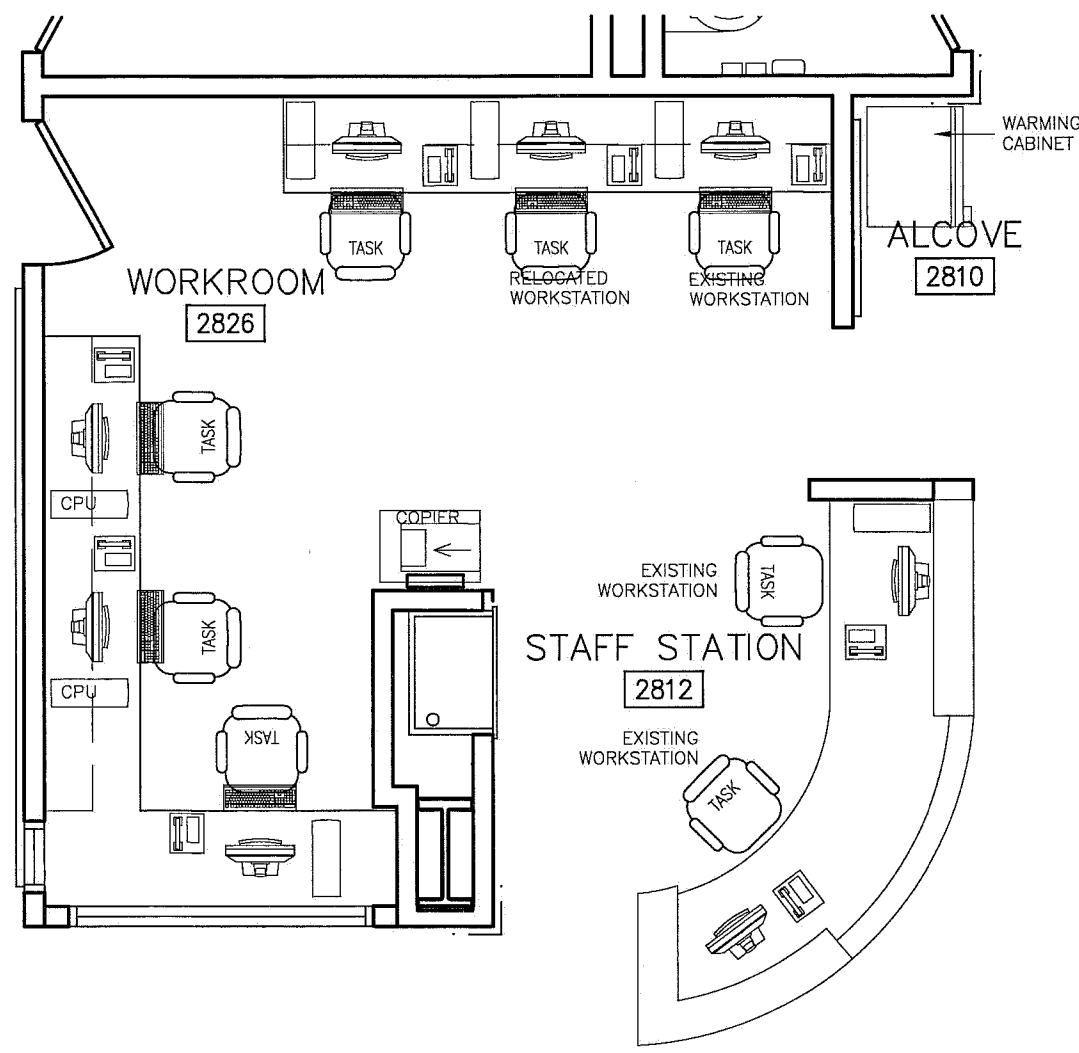 WARMING
CABINET
TASK
TASK
TASK
ALCOVE
2810
WORKROOM
2826
RELOCATED
WORKSTATION
EXISTING
WORKSTATION
TASK
CPU
COPIER
EXISTING
WORKSTATION
TASK
TASK
STAFF STATION
2812
CPU
TASK
EXISTING
WORKSTATION
TASK